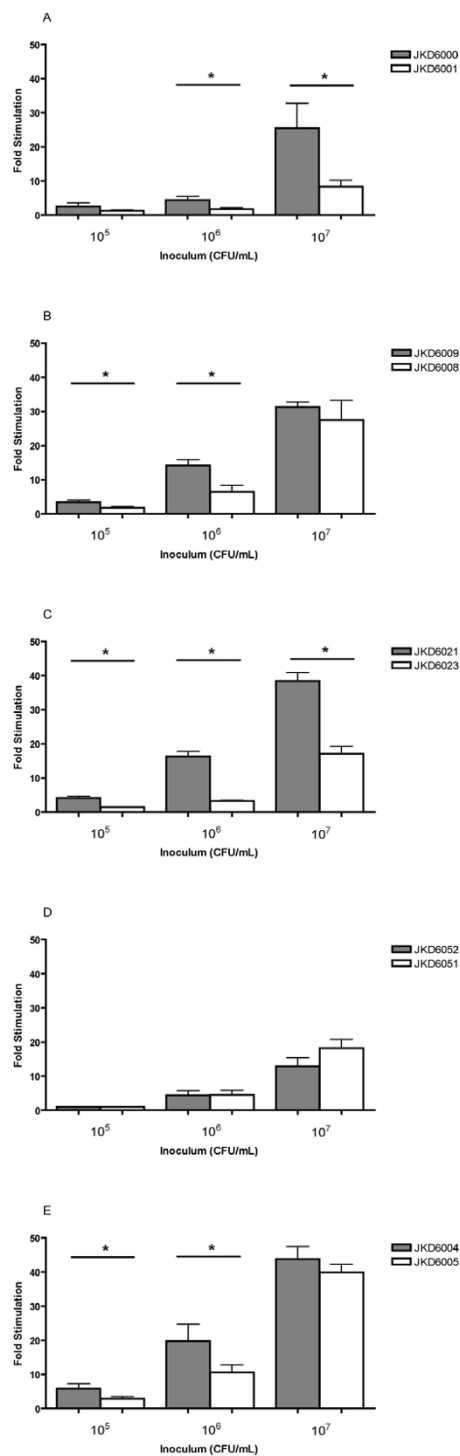 A
JKD6000
JKD6001
Fold Stimulation
50
40
30
20
10
0
*
*
10⁵
10⁶
10⁷
Inoculum (CFU/mL)
B
JKD6009
JKD6008
Fold Stimulation
50
40
30
20
10
0
*
*
10⁵
10⁶
10⁷
Inoculum (CFU/mL)
C
JKD6021
JKD6023
Fold Stimulation
50
40
30
20
10
0
*
*
*
10⁵
10⁶
10⁷
Inoculum (CFU/mL)
D
JKD6052
JKD6051
Fold Stimulation
50
40
30
20
10
0
10⁵
10⁶
10⁷
Inoculum (CFU/mL)
E
JKD6004
JKD6005
Fold Stimulation
50
40
30
20
10
0
*
*
10⁵
10⁶
10⁷
Inoculum (CFU/mL)